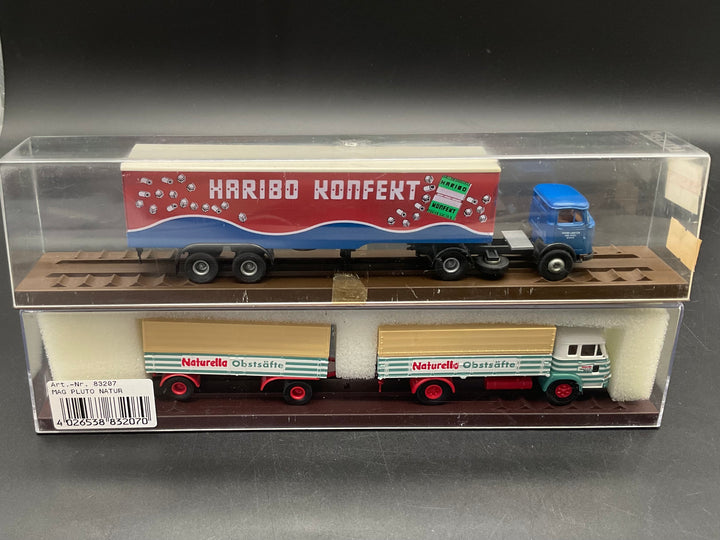 HARIBO KONFEKT
HARIBO
KONFEKT
Naturella Obstsäfte
Naturella Obstsäfte
Art.-Nr. 83207
MAG PLUTO NATUR
4 026538 832070